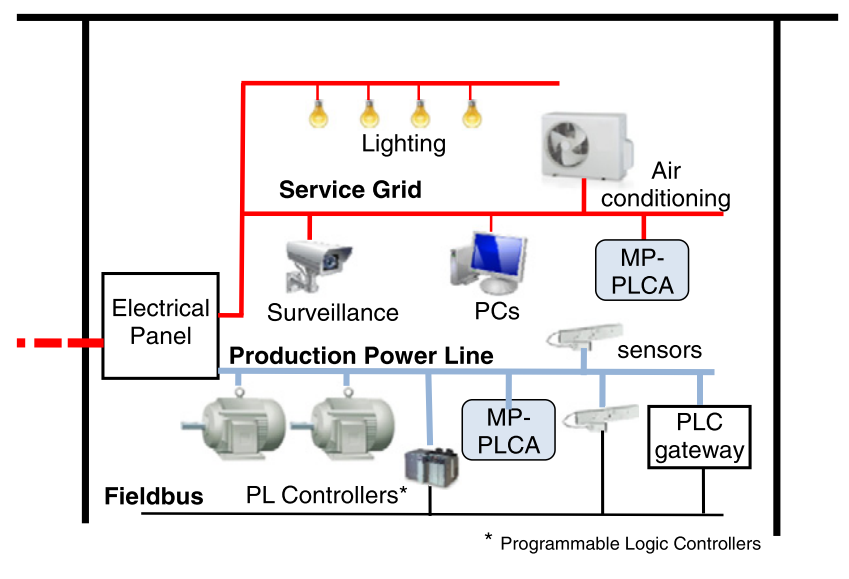 Lighting
Air
conditioning
Service Grid
MP-
PLCA
Surveillance
PCs
Electrical
Panel
Production Power Line
sensors
MP-
PLCA
PLC
gateway
Fieldbus
PL Controllers*
* Programmable Logic Controllers